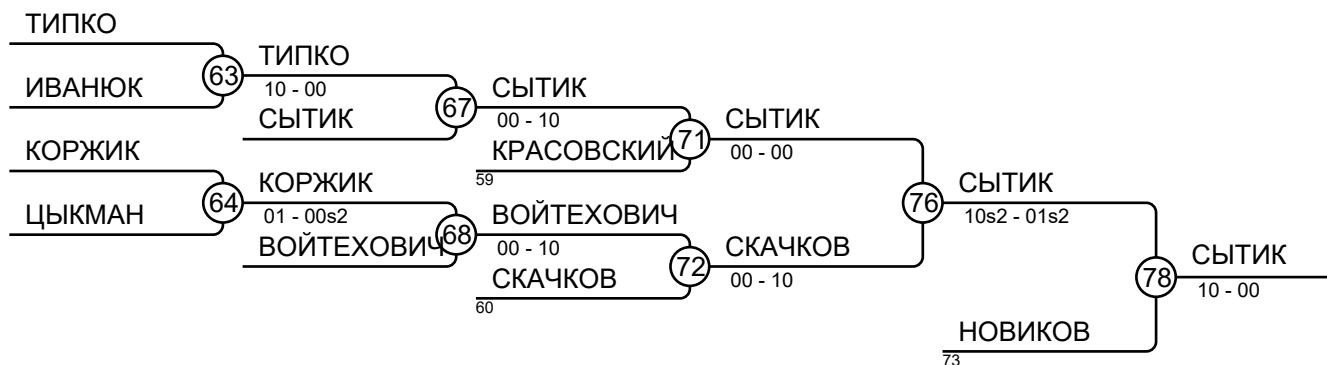 ТИПКО
ИВАНЮК
63
КОРЖИК
ЦЫКМАН
64
ТИПКО
10 - 00
СЫТИК
67
КОРЖИК
01 - 00s2
ВОЙТЕХОВИЧ
68
СЫТИК
00 - 10
КРАСОВСКИЙ
59
71
ВОЙТЕХОВИЧ
00 - 10
СКАЧКОВ
60
72
СЫТИК
00 - 00
СКАЧКОВ
00 - 10
76
СЫТИК
10s2 - 01s2
НОВИКОВ
73
78
СЫТИК
10 - 00